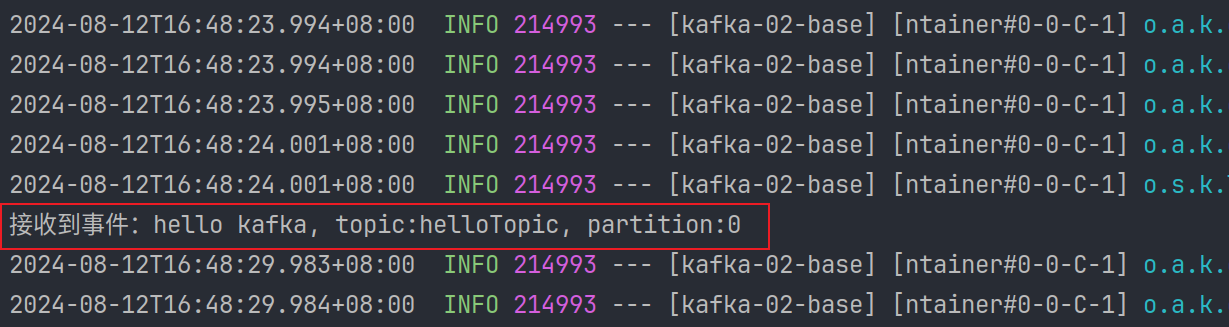 2024-08-12T16:48:23.994+08:00  INFO 214993 --- [kafka-02-base] [ntainer#0-0-C-1] o.a.k.
2024-08-12T16:48:23.994+08:00  INFO 214993 --- [kafka-02-base] [ntainer#0-0-C-1] o.a.k.
2024-08-12T16:48:23.995+08:00  INFO 214993 --- [kafka-02-base] [ntainer#0-0-C-1] o.a.k.
2024-08-12T16:48:24.001+08:00  INFO 214993 --- [kafka-02-base] [ntainer#0-0-C-1] o.a.k.
2024-08-12T16:48:24.001+08:00  INFO 214993 --- [kafka-02-base] [ntainer#0-0-C-1] o.s.k.
接收到事件：hello kafka, topic:helloTopic, partition:0
2024-08-12T16:48:29.983+08:00  INFO 214993 --- [kafka-02-base] [ntainer#0-0-C-1] o.a.k.
2024-08-12T16:48:29.984+08:00  INFO 214993 --- [kafka-02-base] [ntainer#0-0-C-1] o.a.k.